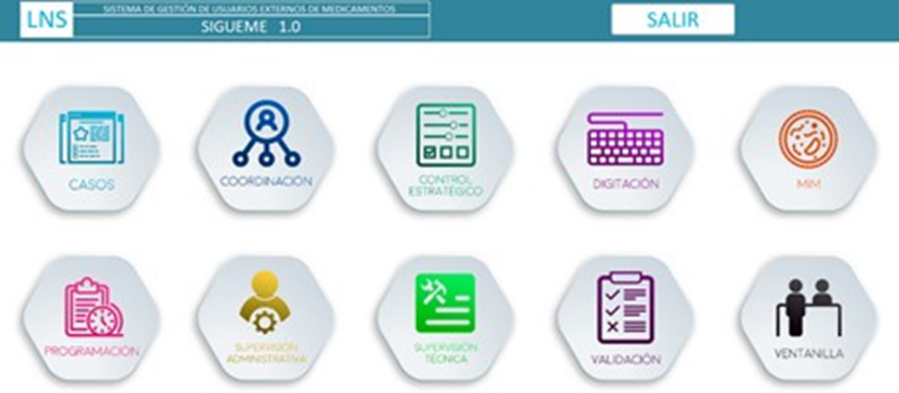 LNS
SISTEMA DE GESTIÓN DE USUARIOS EXTERNOS DE MEDICAMENTOS
SIGUEME 1.0
SALIR
CASOS
COORDINACIÓN
CONTROL
ESTRATÉGICO
DIGITACIÓN
MIM
PROGRAMACIÓN
SUPERVISIÓN
ADMINISTRATIVA
SUPERVISIÓN
TÉCNICA
VALIDACIÓN
VENTANILLA